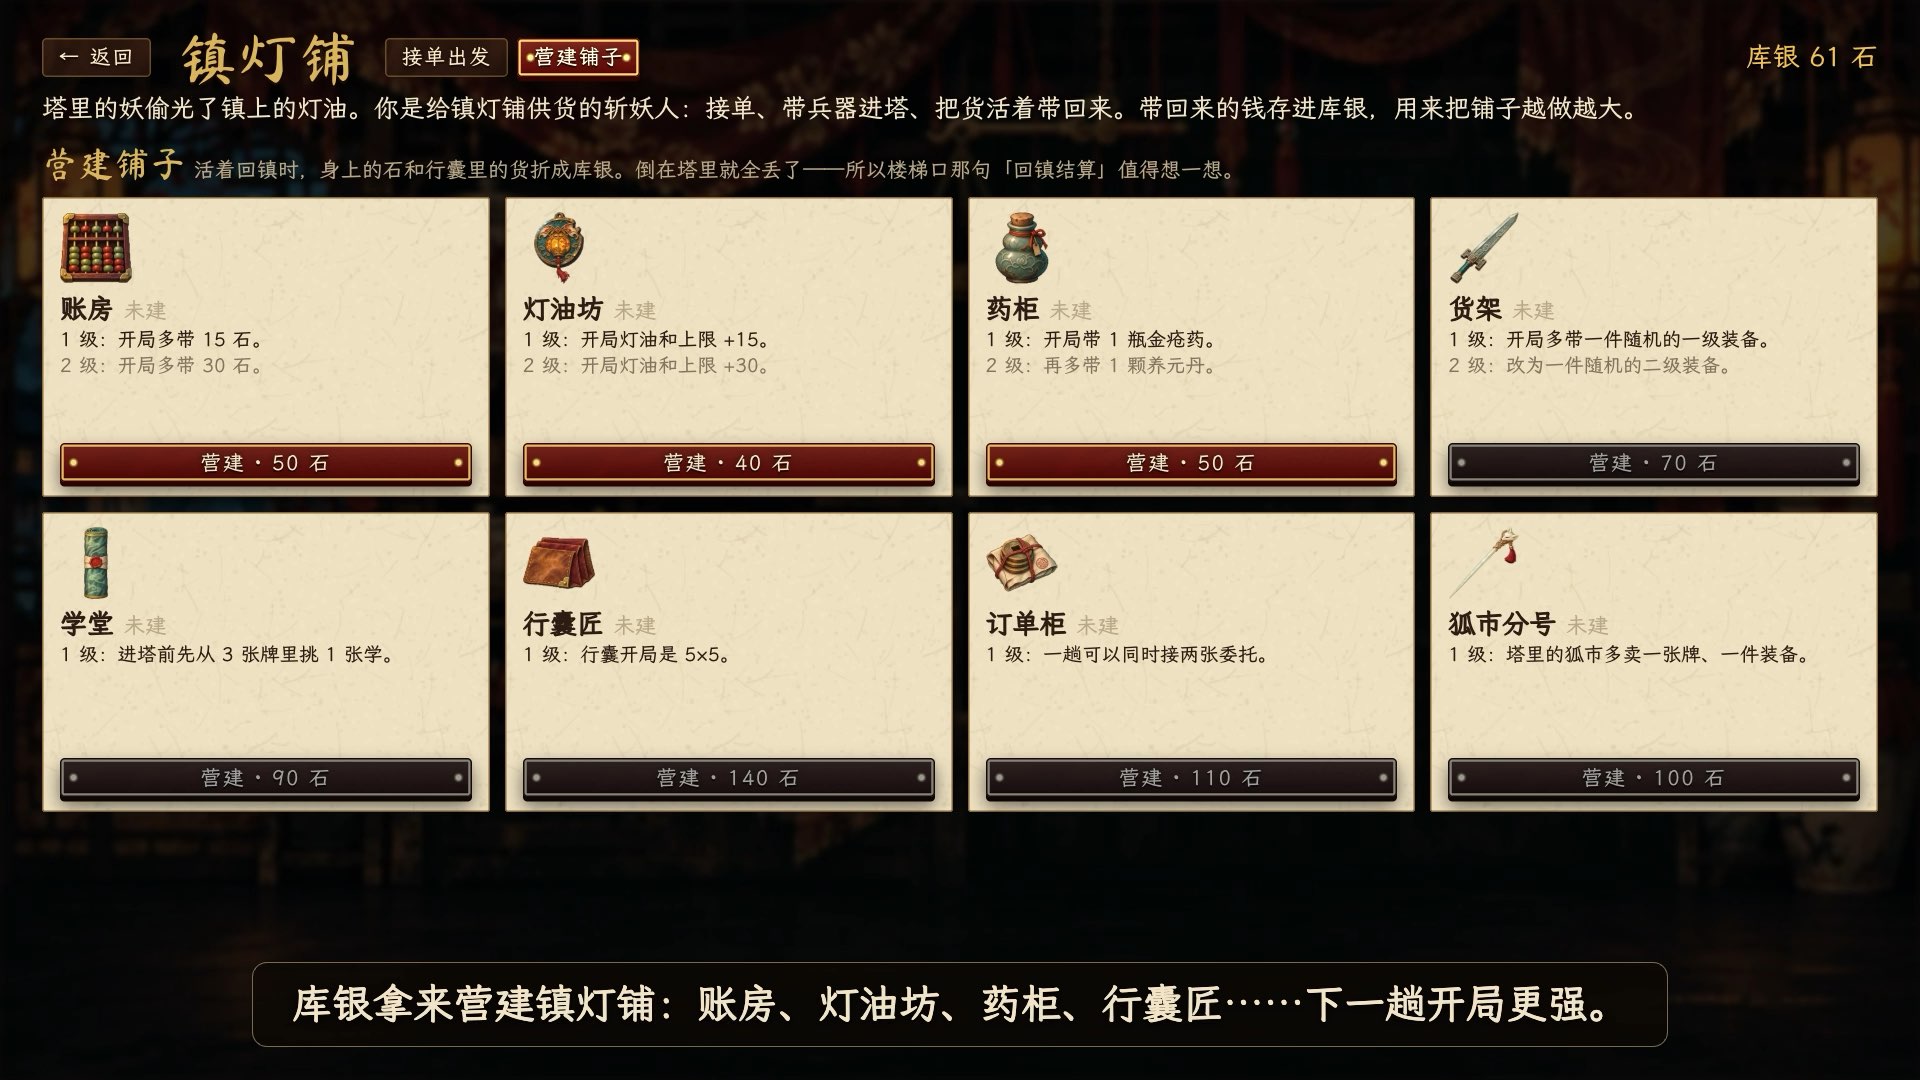 ← 返回
镇灯铺
接单出发
营建铺子
库银 61 石
塔里的妖偷光了镇上的灯油。你是给镇灯铺供货的斩妖人：接单、带兵器进塔、把货活着带回来。带回来的钱存进库银，用来把铺子越做越大。
营建铺子 活着回镇时，身上的石和行囊里的货折成库银。倒在塔里就全丢了——所以楼梯口那句「回镇结算」值得想一想。
账房 未建
1 级：开局多带 15 石。
2 级：开局多带 30 石。
营建 · 50 石
灯油坊 未建
1 级：开局灯油和上限 +15。
2 级：开局灯油和上限 +30。
营建 · 40 石
药柜 未建
1 级：开局带 1 瓶金疮药。
2 级：再多带 1 颗养元丹。
营建 · 50 石
货架 未建
1 级：开局多带一件随机的一级装备。
2 级：改为一件随机的二级装备。
营建 · 70 石
学堂 未建
1 级：进塔前先从 3 张牌里挑 1 张学。
营建 · 90 石
行囊匠 未建
1 级：行囊开局是 5×5。
营建 · 140 石
订单柜 未建
1 级：一趟可以同时接两张委托。
营建 · 110 石
狐市分号 未建
1 级：塔里的狐市多卖一张牌、一件装备。
营建 · 100 石
库银拿来营建镇灯铺：账房、灯油坊、药柜、行囊匠……下一趟开局更强。